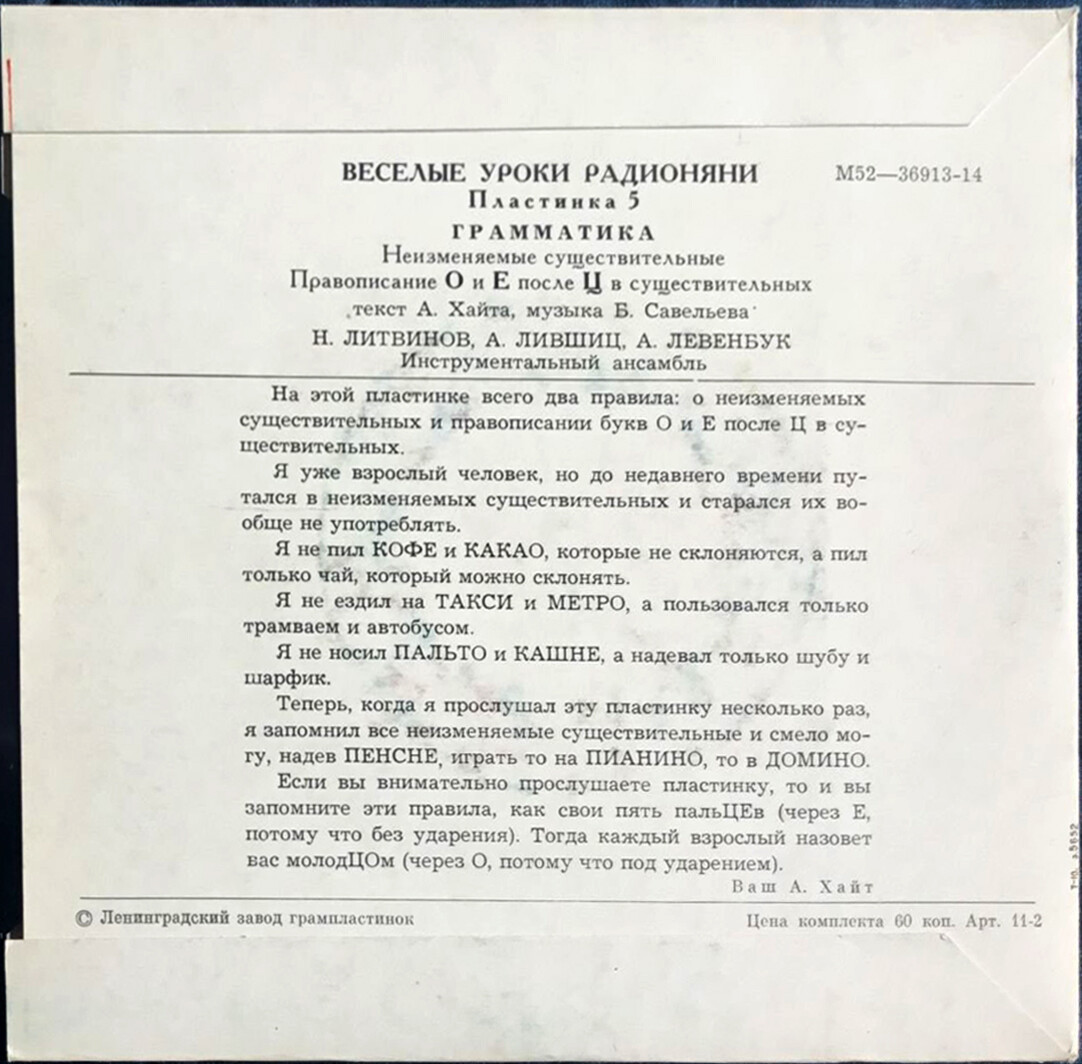 ВЕСЕЛЫЕ УРОКИ РАДИОНЯНИ М52—36913-14
Пластинка 5
ГРАММАТИКА
Неизменяемые существительные
Правописание О и Е после Ц в существительных
текст А. Хайта, музыка Б. Савельева
Н. ЛИТВИНОВ, А. ЛИВШИЦ, А. ЛЕВЕНБУК
Инструментальный ансамбль
На этой пластинке всего два правила: о неизменяемых
существительных и правописании букв О и Е после Ц в су-
ществительных.
Я уже взрослый человек, но до недавнего времени пу-
тался в неизменяемых существительных и старался их во-
обще не употреблять.
Я не пил КОФЕ и КАКАО, которые не склоняются, а пил
только чай, который можно склонять.
Я не ездил на ТАКСИ и МЕТРО, а пользовался только
трамваем и автобусом.
Я не носил ПАЛЬТО и КАШНЕ, а надевал только шубу и
шарфик.
Теперь, когда я прослушал эту пластинку несколько раз,
я запомнил все неизменяемые существительные и смело мо-
гу, надев ПЕНСНЕ, играть то на ПИАНИНО, то в ДОМИНО.
Если вы внимательно прослушаете пластинку, то и вы
запомните эти правила, как свои пять пальЦЕв (через Е,
потому что без ударения). Тогда каждый взрослый назовет
вас молодЦОм (через О, потому что под ударением).
Ваш А. Хайт
© Ленинградский завод грампластинок Цена комплекта 60 коп. Арт. 11-2